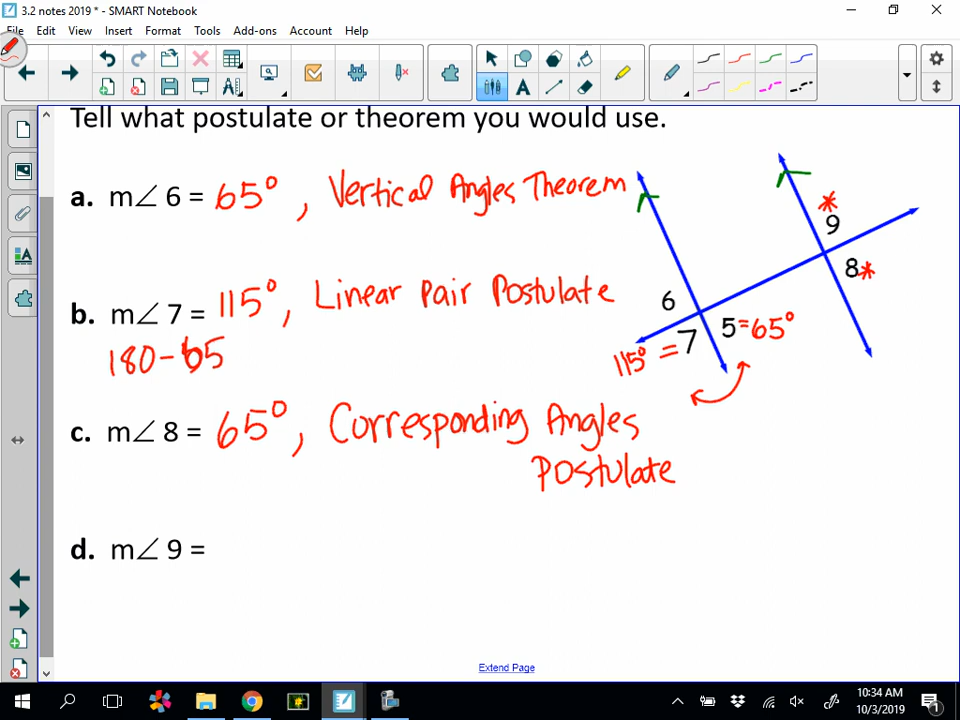 3.2 notes 2019 * - SMART Notebook
File Edit View Insert Format Tools Add-ons Account Help
Tell what postulate or theorem you would use.
a. m∠ 6 = 65°, Vertical Angles Theorem
b. m∠ 7 = 115°, Linear Pair Postulate
180-65
c. m∠ 8 = 65°, Corresponding Angles
Postulate
d. m∠ 9 =
* 9
8*
6
5=65°
115° = 7
Extend Page
10:34 AM
10/3/2019
1